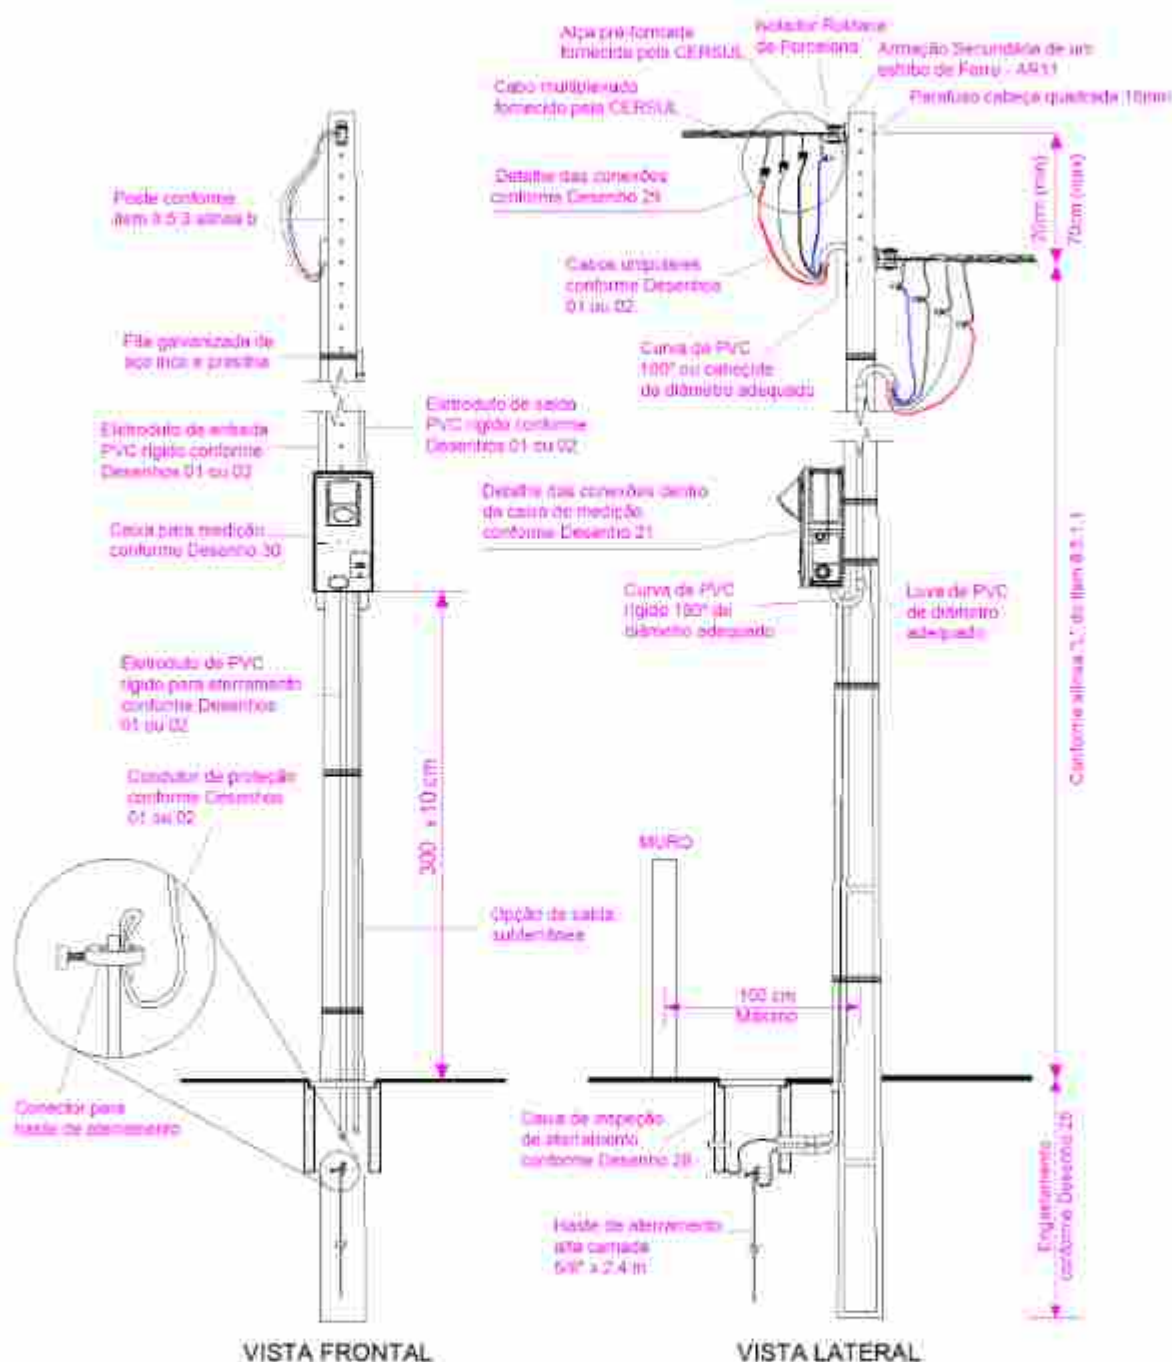 Alça pré-formada
fornecida pela CERSUL
Isolador Roldana
de Porcelana
Armação Secundária de um
estribo de Ferro - AR11
Cabo multiplexado
fornecido pela CERSUL
Parafuso cabeça quadrada 16mm
Poste conforme
alínea b
Detalhe das conexões
conforme Desenho 29
20cm (min)
70cm (max)
Cabos unipolares
conforme Desenhos
01 ou 02
Fita galvanizada de
aço inox e presilha
Curva de PVC
180° ou cabeçote
de diâmetro adequado
Eletroduto de entrada
PVC rígido conforme
Desenhos 01 ou 02
Eletroduto de saída
PVC rígido conforme
Desenhos 01 ou 02
Detalhe das conexões dentro
da caixa de medição
conforme Desenho 21
Caixa para medição
conforme Desenho 30
Curva de PVC
rígido 180° de
diâmetro adequado
Luva de PVC
de diâmetro
adequado
Conforme alínea "L" do item
Eletroduto de PVC
rígido para aterramento
conforme Desenhos
01 ou 02
Condutor de proteção
conforme Desenhos
01 ou 02
300 ± 10 cm
MURO
Opção de saída
subterrânea
100 cm
Máximo
Conector para
haste de aterramento
Caixa de inspeção
de aterramento
conforme Desenho 28
Engastamento
conforme Desenho 25
Haste de aterramento
alta camada
5/8" x 2,4 m
VISTA FRONTAL
VISTA LATERAL